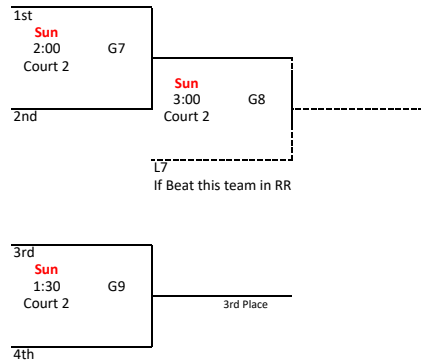 1st
Sun
2:00 G7
Court 2
Sun
3:00 G8
2nd Court 2
L7
If Beat this team in RR
3rd
Sun
1:30 G9
Court 2
3rd Place
4th